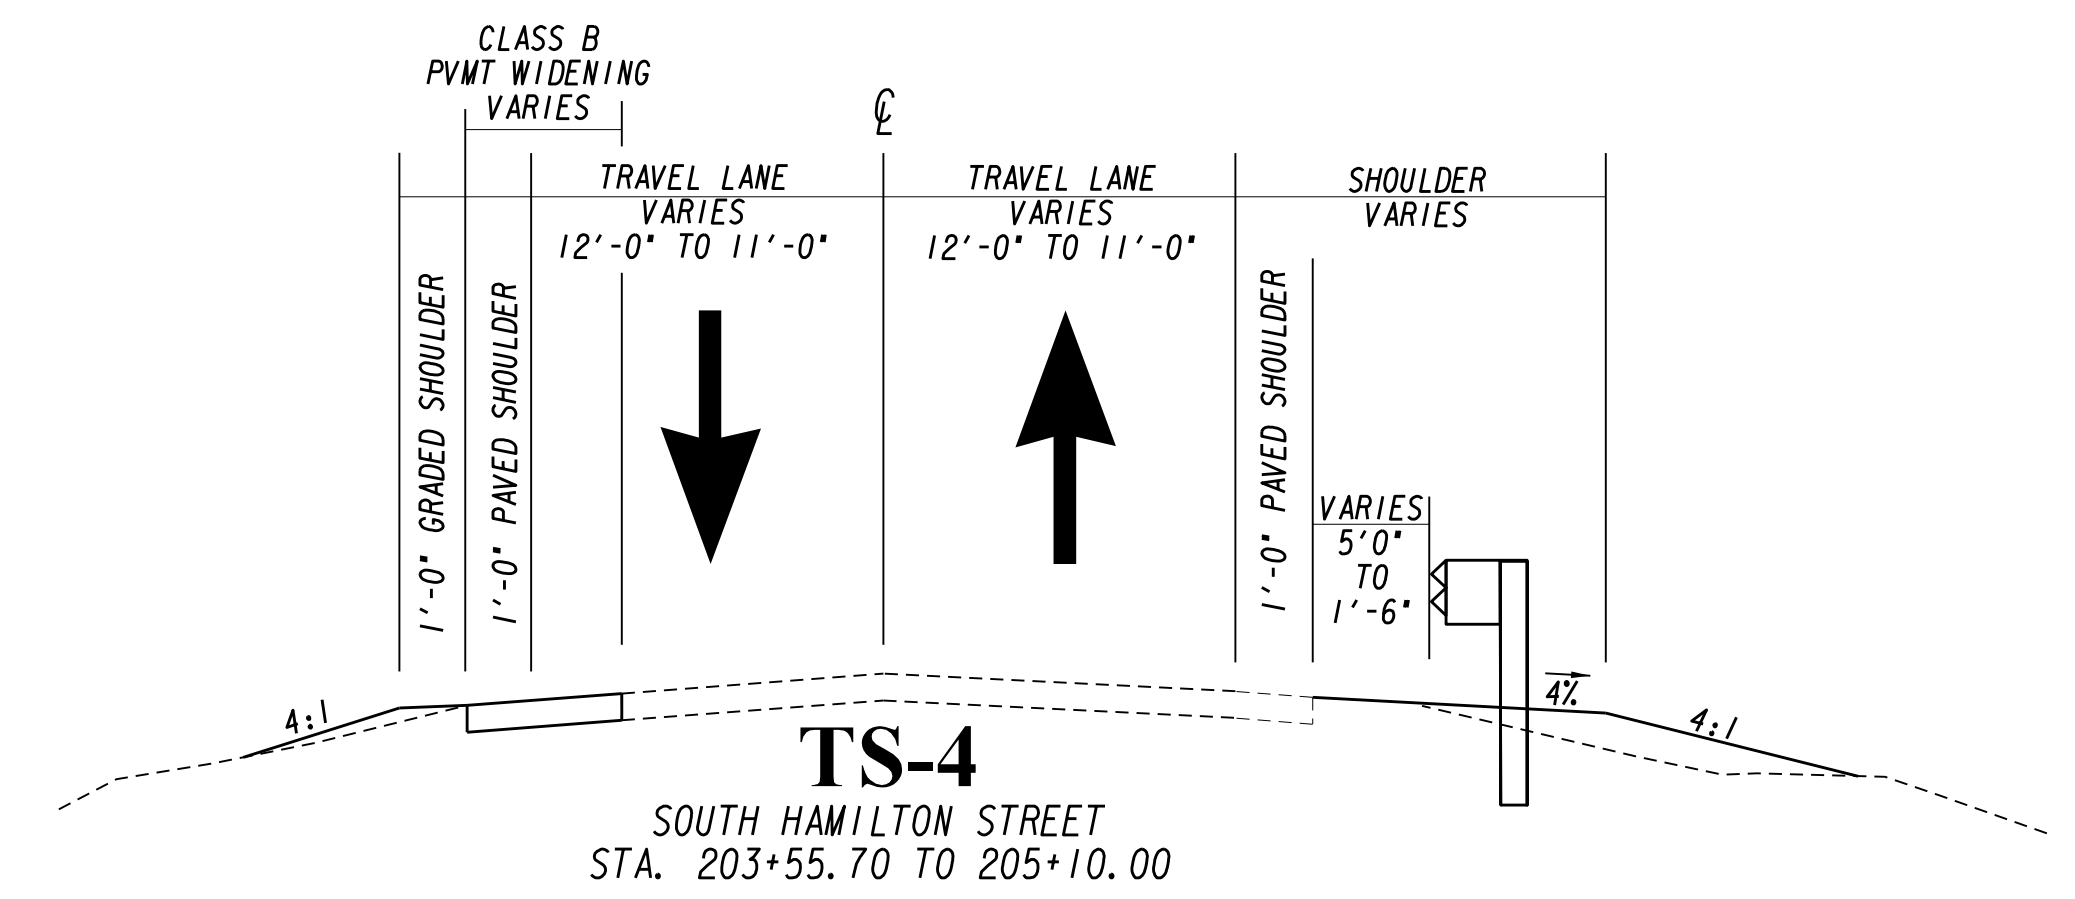 CLASS B
PVMT WIDENING
VARIES
℄
TRAVEL LANE
VARIES
12'-0" TO 11'-0"
TRAVEL LANE
VARIES
12'-0" TO 11'-0"
SHOULDER
VARIES
1'-0" GRADED SHOULDER
1'-0" PAVED SHOULDER
1'-0" PAVED SHOULDER
VARIES
5'0"
TO
1'-6"
4:1
4%
4:1
TS-4
SOUTH HAMILTON STREET
STA. 203+55.70 TO 205+10.00